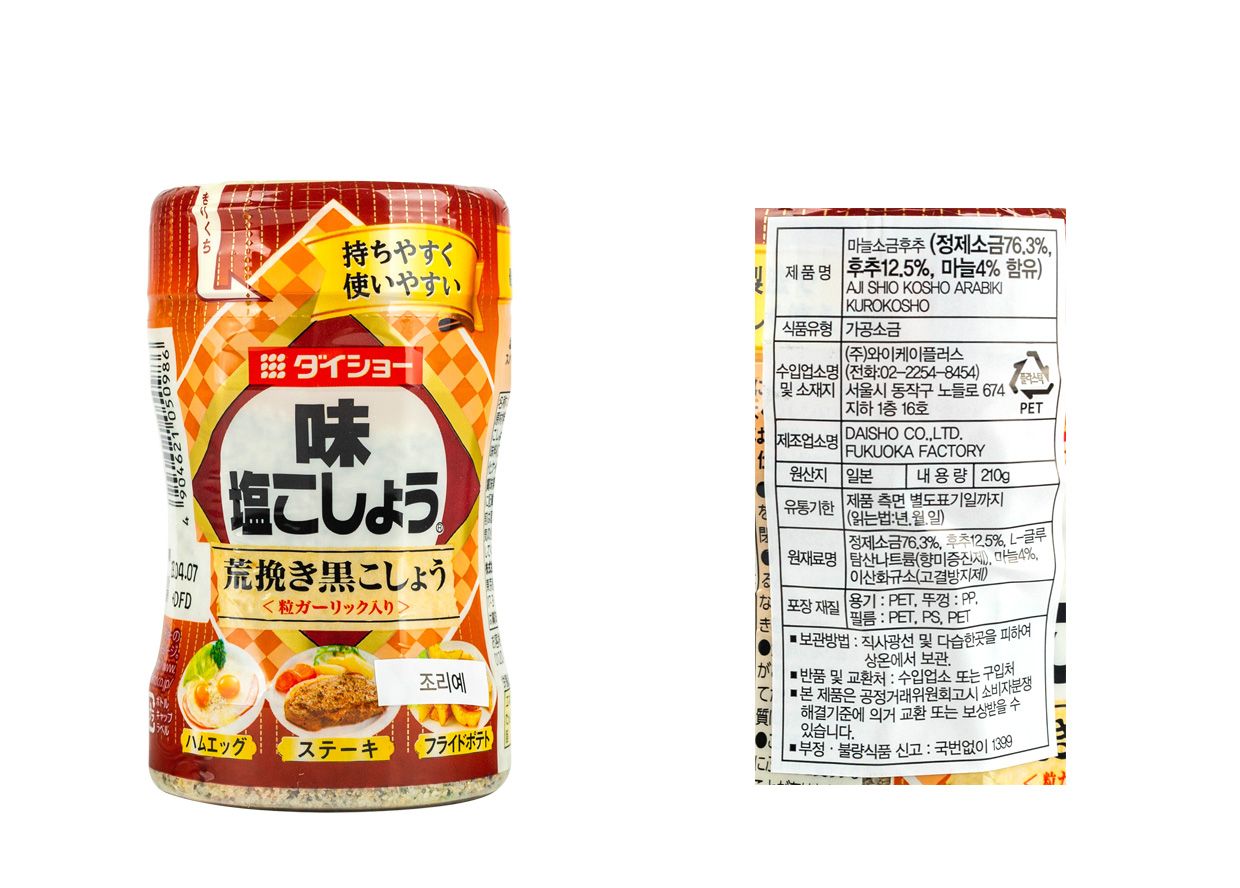 きりくち
持ちやすく
使いやすい
ダイショー
味
塩こしょう®
荒挽き黒こしょう
<粒ガーリック入り>
4 904621 050986
04.07
DFD
조리예
ハムエッグ
ステーキ
フライドポテト
제 품 명
마늘소금후추 (정제소금76,3%,
후추12.5%, 마늘4% 함유)
AJI SHIO KOSHO ARABIKI
KUROKOSHO
식품유형 가공소금
수입업소명
및 소재지
(주)와이케이플러스
(전화:02-2254-8454)
서울시 동작구 노들로 674
지하 1층 16호
플라스틱
PET
제조업소명
DAISHO CO.,LTD.
FUKUOKA FACTORY
원산지 일본 내 용 량 210g
유통기한
제품 측면 별도표기일까지
(읽는법:년.월.일)
원재료명
정제소금76,3%, 후추12.5%, L-글루
탐산나트륨(향미증진제), 마늘4%,
이산화규소(고결방지제)
포장 재질
용기 : PET, 뚜껑 : PP,
필름 : PET, PS, PET
■ 보관방법 : 직사광선 및 다습한곳을 피하여
상온에서 보관.
■ 반품 및 교환처 : 수입업소 또는 구입처
■ 본 제품은 공정거래위원회고시 소비자분쟁
해결기준에 의거 교환 또는 보상받을 수
있습니다.
■ 부정 · 불량식품 신고 : 국번없이 1399